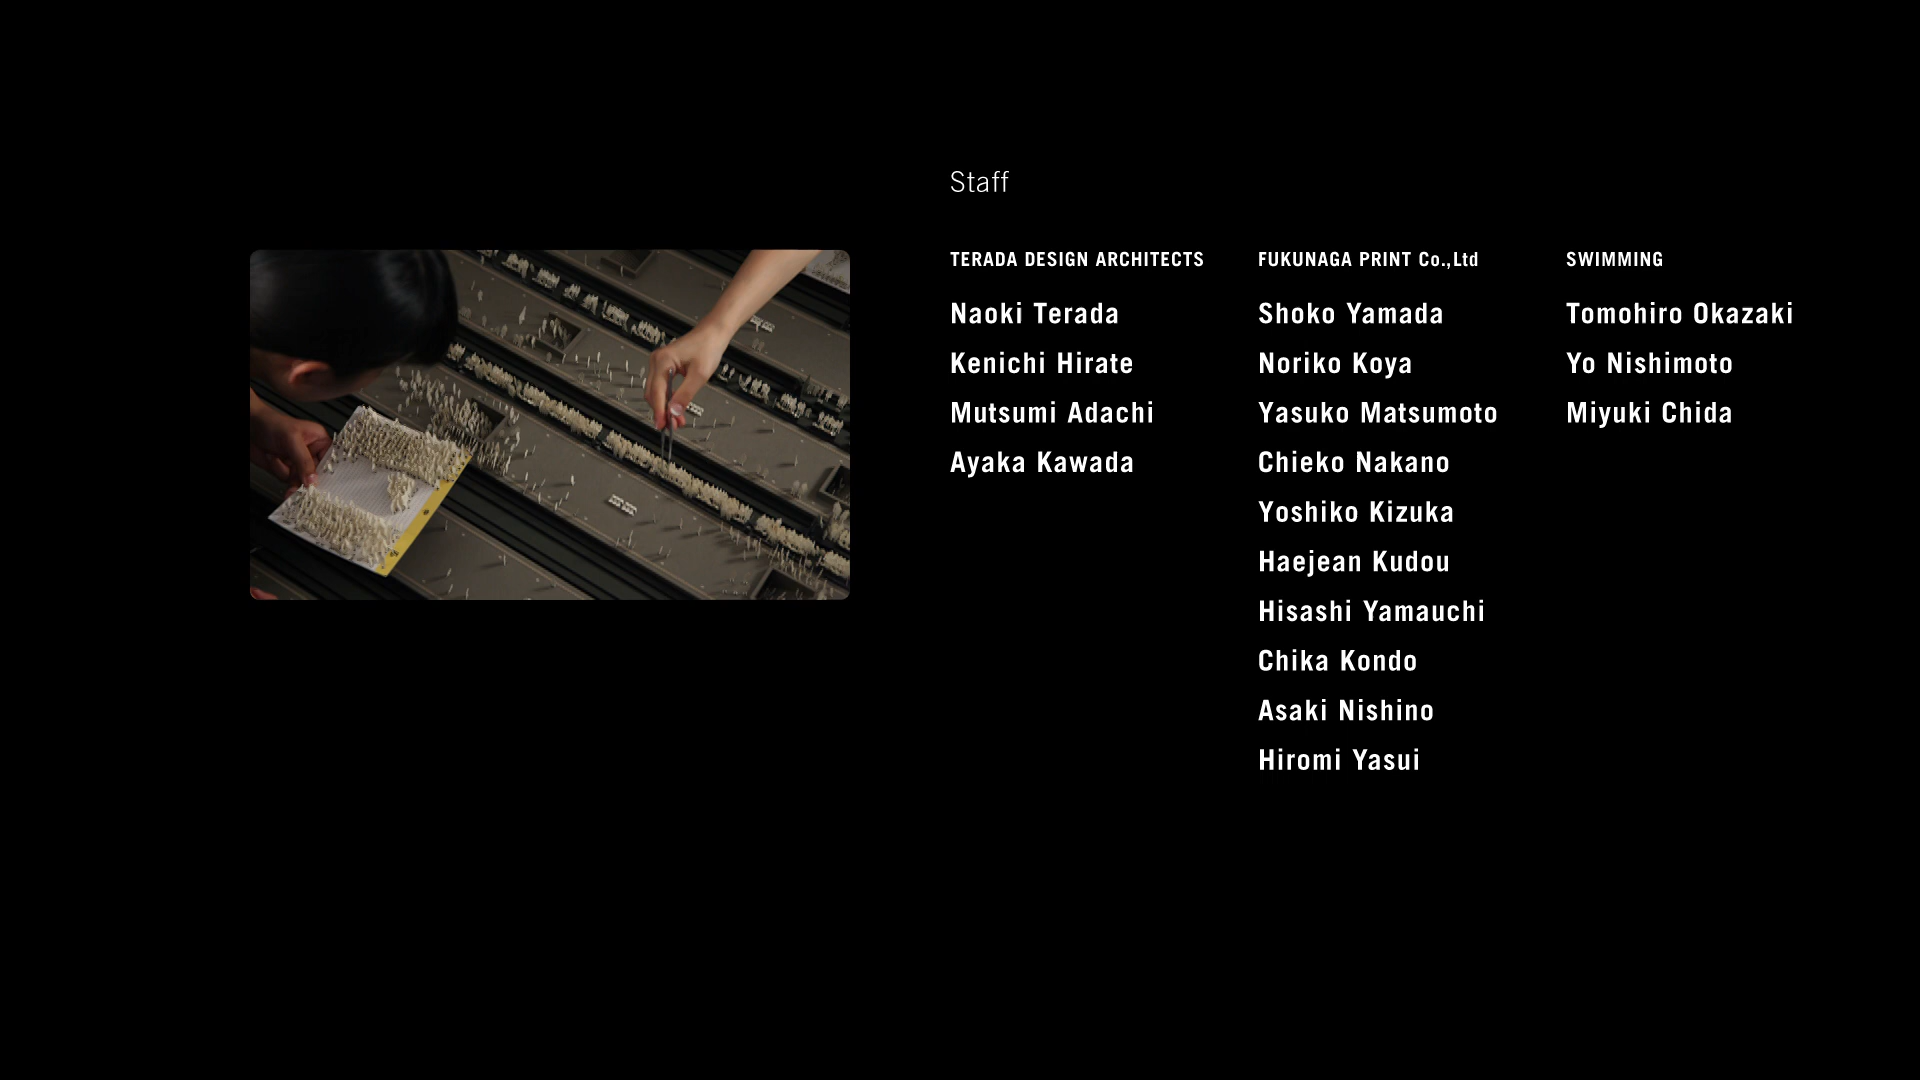 Staff
TERADA DESIGN ARCHITECTS
Naoki Terada
Kenichi Hirate
Mutsumi Adachi
Ayaka Kawada
FUKUNAGA PRINT Co.,Ltd
Shoko Yamada
Noriko Koya
Yasuko Matsumoto
Chieko Nakano
Yoshiko Kizuka
Haejean Kudou
Hisashi Yamauchi
Chika Kondo
Asaki Nishino
Hiromi Yasui
SWIMMING
Tomohiro Okazaki
Yo Nishimoto
Miyuki Chida